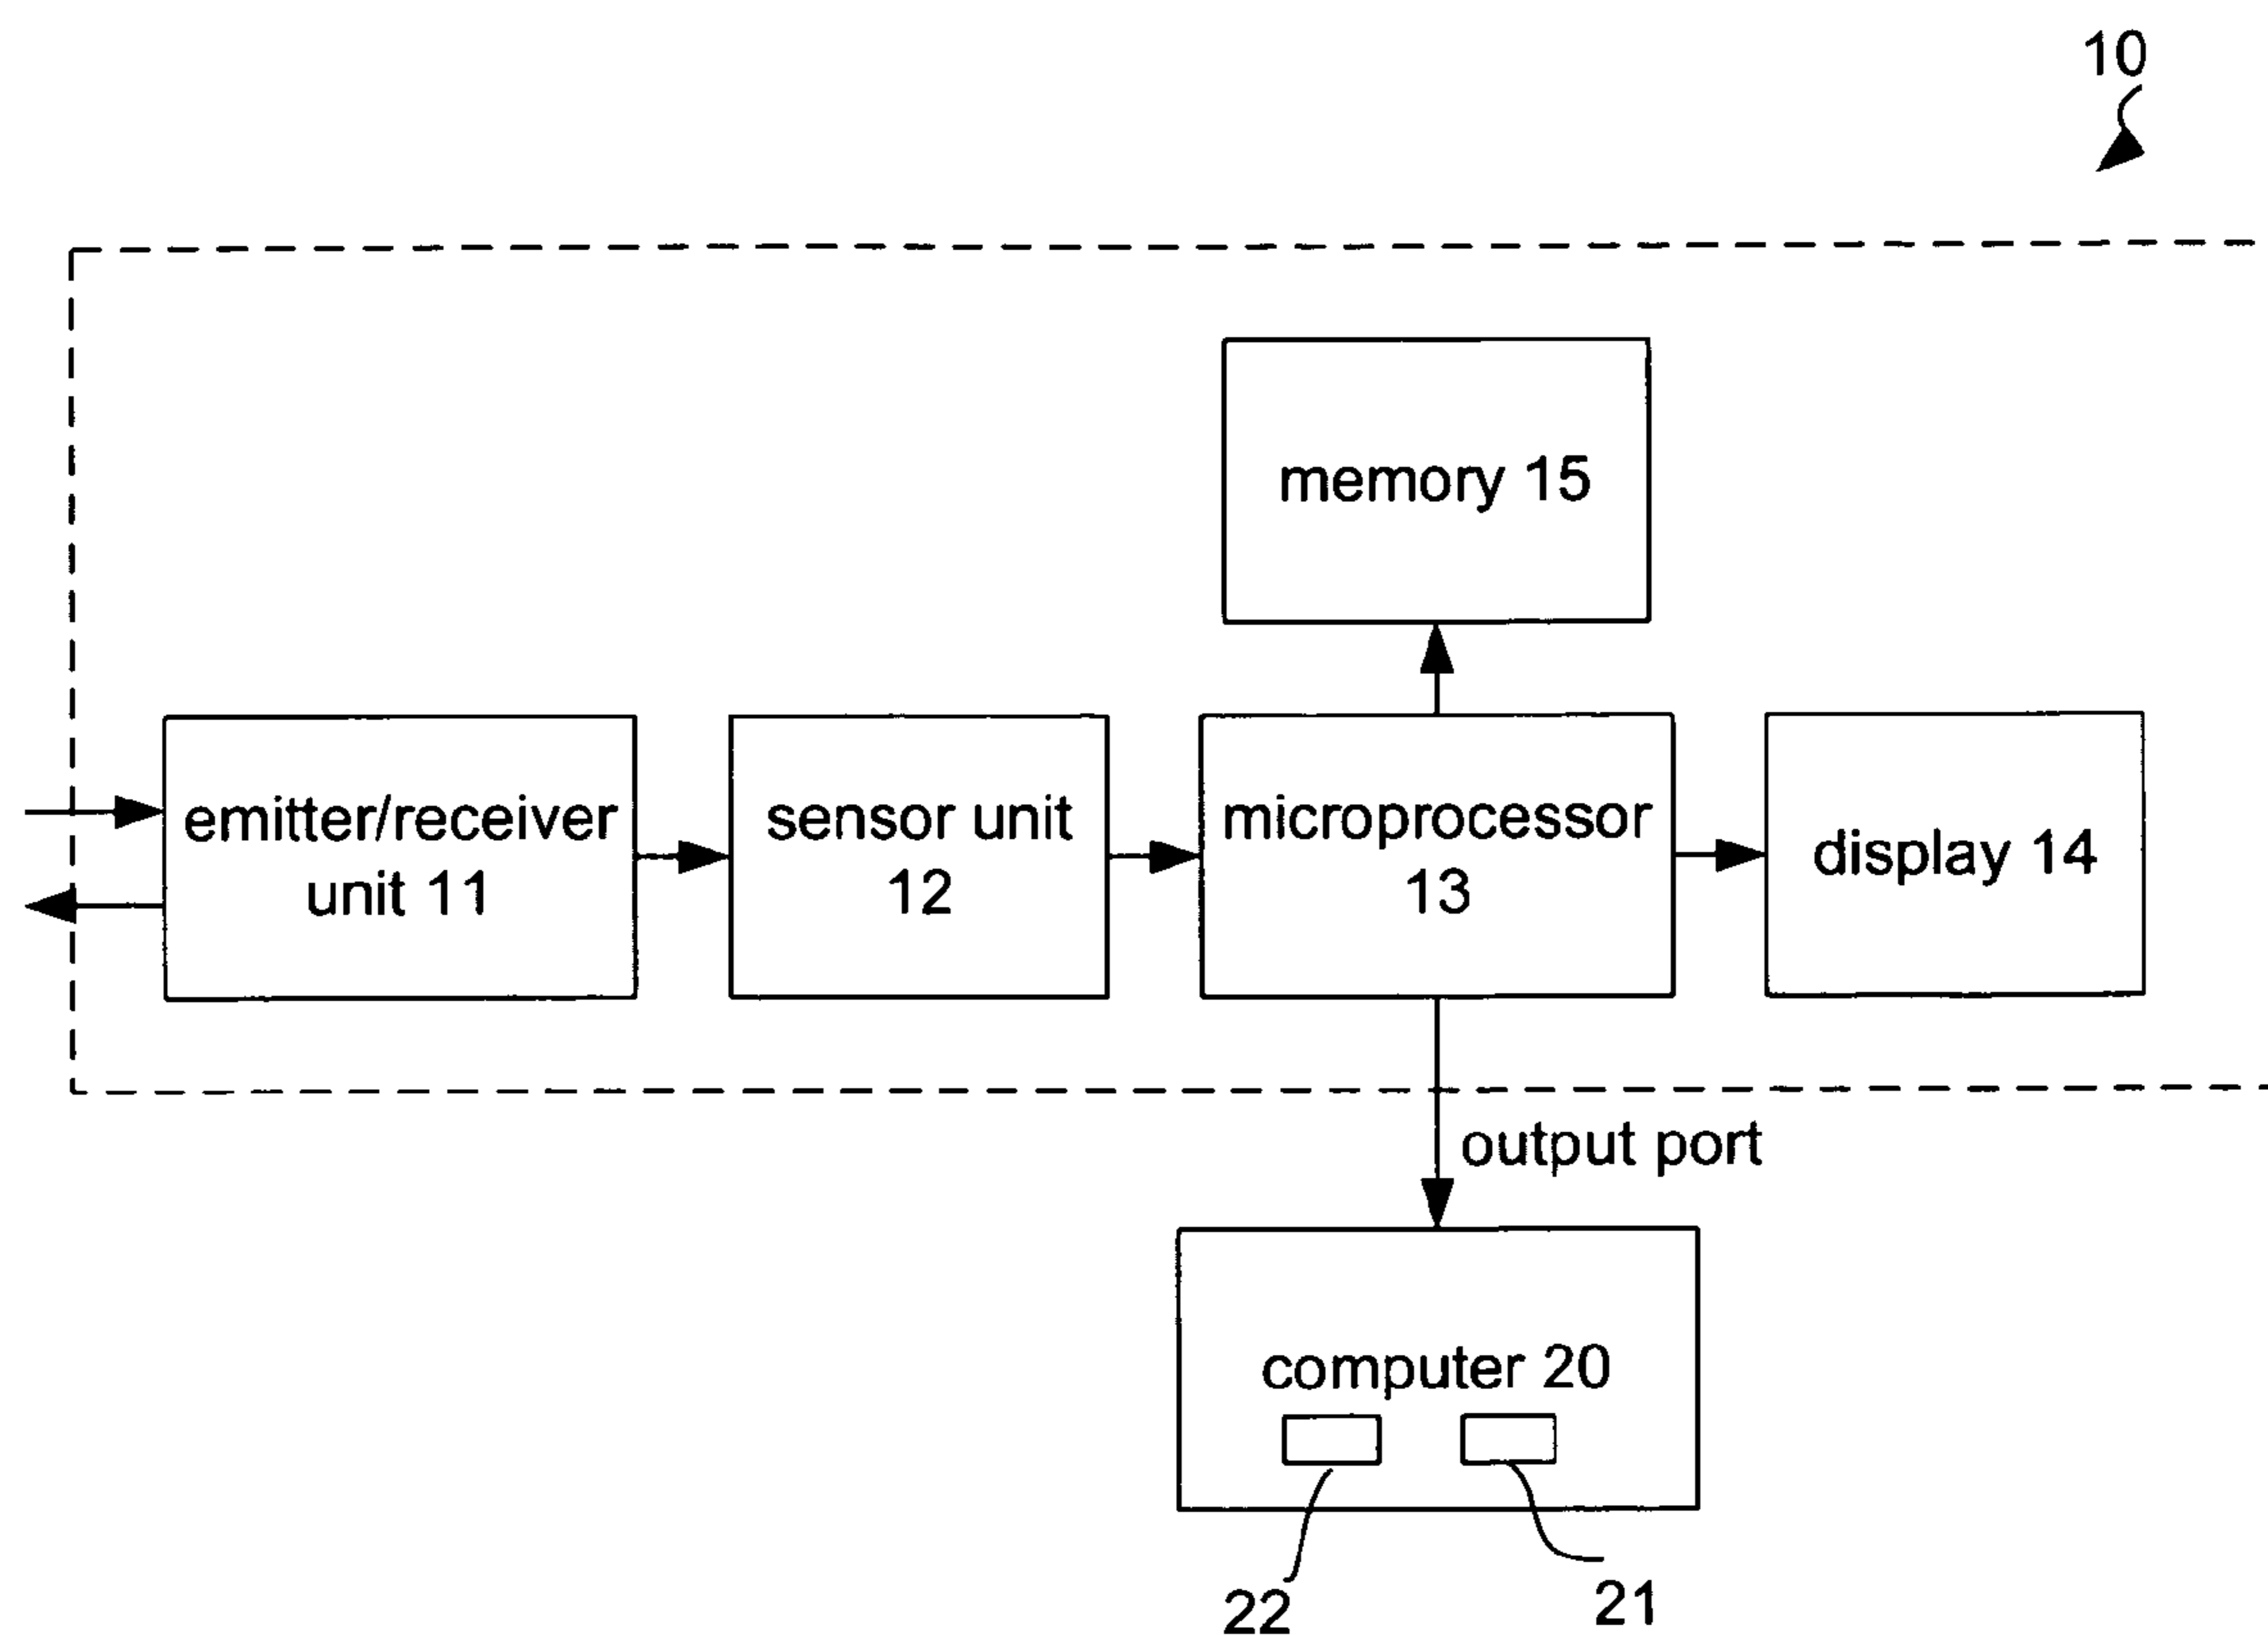 10
memory 15
emitter/receiver
unit 11
sensor unit
12
microprocessor
13
display 14
output port
computer 20
22
21